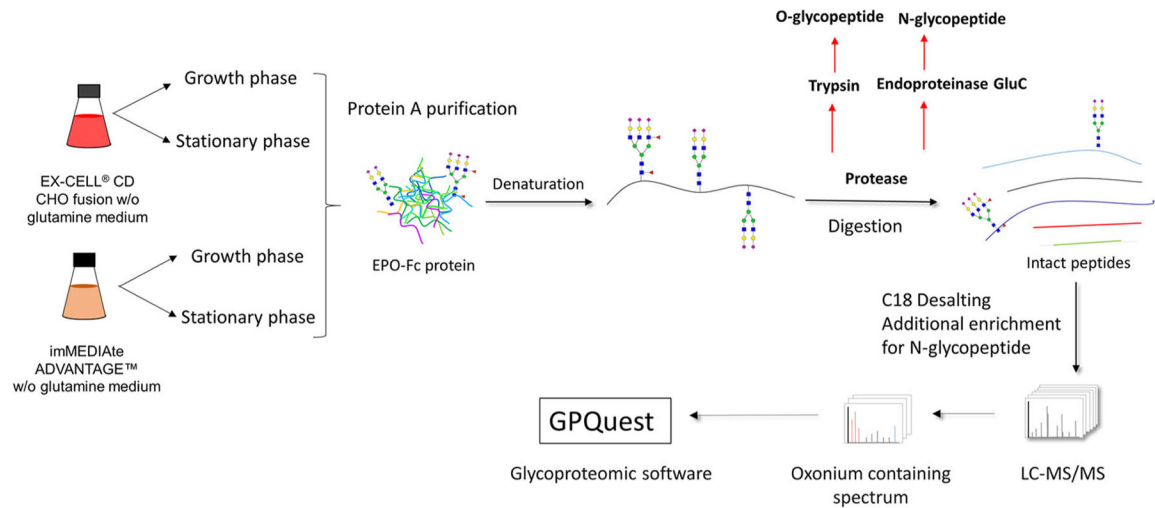 O-glycopeptide
N-glycopeptide
Growth phase
Trypsin
Endoproteinase GluC
Protein A purification
Stationary phase
EX-CELL® CD
CHO fusion w/o
glutamine medium
Denaturation
Protease
Digestion
Growth phase
EPO-Fc protein
Intact peptides
Stationary phase
C18 Desalting
Additional enrichment
for N-glycopeptide
imMEDIAte
ADVANTAGE™
w/o glutamine medium
GPQuest
Glycoproteomic software
Oxonium containing
spectrum
LC-MS/MS